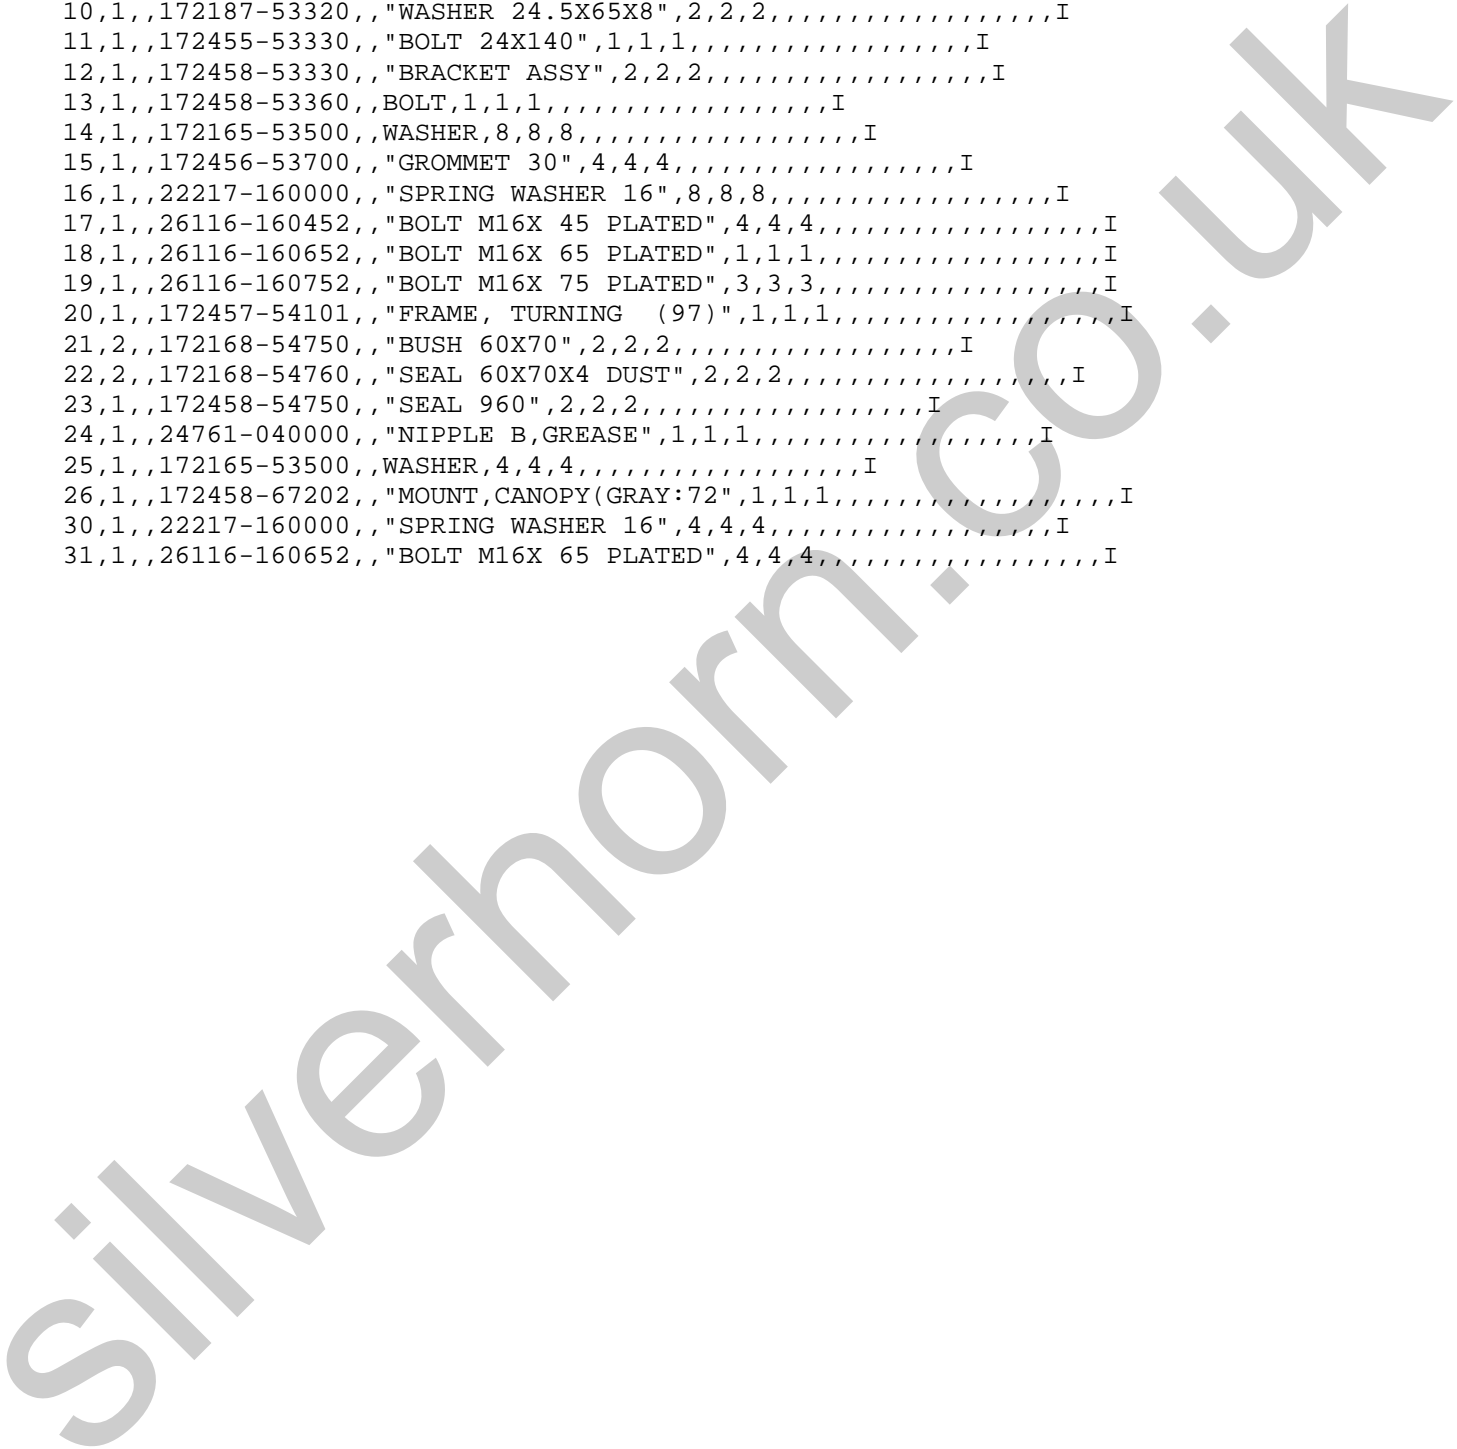 10,1,,172187-53320,,"WASHER 24.5X65X8",2,2,2,,,,,,,,,,,,,,,,,,I
11,1,,172455-53330,,"BOLT 24X140",1,1,1,,,,,,,,,,,,,,,,,,I
12,1,,172458-53330,,"BRACKET ASSY",2,2,2,,,,,,,,,,,,,,,,,,I
13,1,,172458-53360,,BOLT,1,1,1,,,,,,,,,,,,,,,,,,I
14,1,,172165-53500,,WASHER,8,8,8,,,,,,,,,,,,,,,,,,I
15,1,,172456-53700,,"GROMMET 30",4,4,4,,,,,,,,,,,,,,,,,,I
16,1,,22217-160000,,"SPRING WASHER 16",8,8,8,,,,,,,,,,,,,,,,,,I
17,1,,26116-160452,,"BOLT M16X 45 PLATED",4,4,4,,,,,,,,,,,,,,,,,,I
18,1,,26116-160652,,"BOLT M16X 65 PLATED",1,1,1,,,,,,,,,,,,,,,,,,I
19,1,,26116-160752,,"BOLT M16X 75 PLATED",3,3,3,,,,,,,,,,,,,,,,,,I
20,1,,172457-54101,,"FRAME, TURNING  (97)",1,1,1,,,,,,,,,,,,,,,,,,I
21,2,,172168-54750,,"BUSH 60X70",2,2,2,,,,,,,,,,,,,,,,,,I
22,2,,172168-54760,,"SEAL 60X70X4 DUST",2,2,2,,,,,,,,,,,,,,,,,,I
23,1,,172458-54750,,"SEAL 960",2,2,2,,,,,,,,,,,,,,,,,,I
24,1,,24761-040000,,"NIPPLE B,GREASE",1,1,1,,,,,,,,,,,,,,,,,,I
25,1,,172165-53500,,WASHER,4,4,4,,,,,,,,,,,,,,,,,,I
26,1,,172458-67202,,"MOUNT,CANOPY(GRAY:72",1,1,1,,,,,,,,,,,,,,,,,,I
30,1,,22217-160000,,"SPRING WASHER 16",4,4,4,,,,,,,,,,,,,,,,,,I
31,1,,26116-160652,,"BOLT M16X 65 PLATED",4,4,4,,,,,,,,,,,,,,,,,,I
silverhorn.co.uk